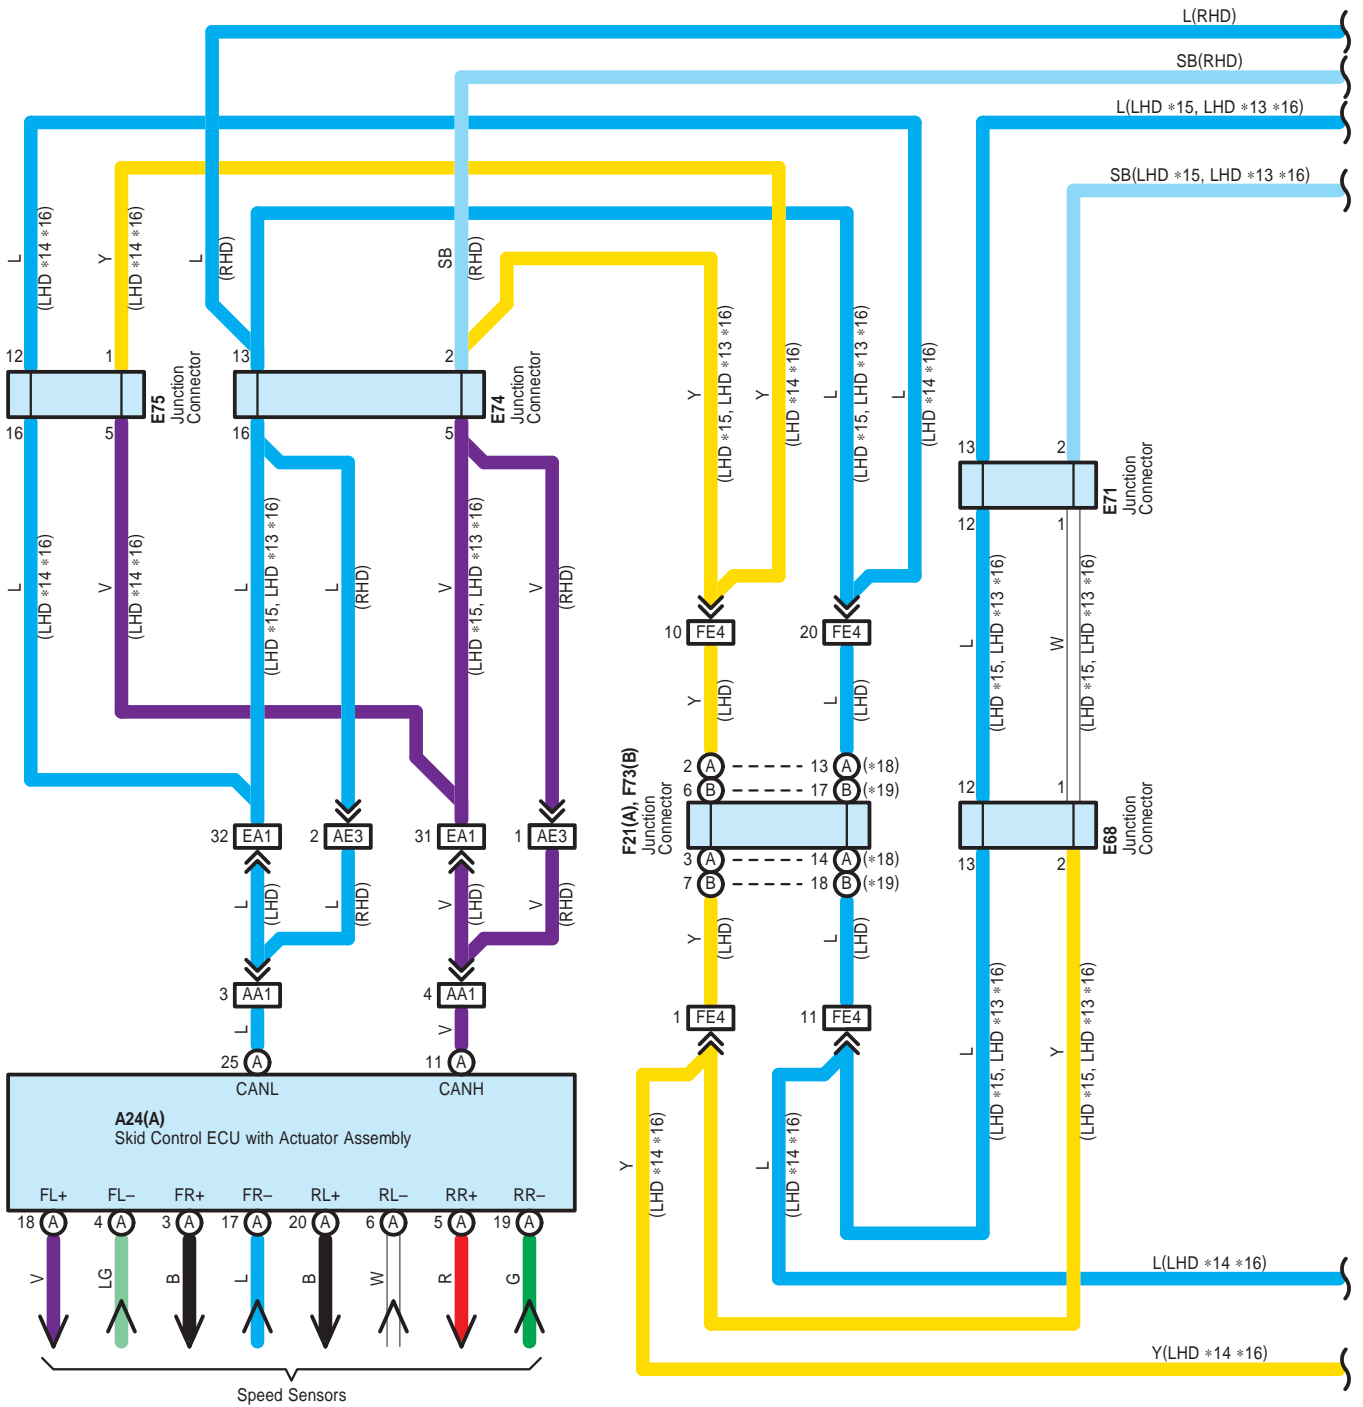 L(RHD)
SB(RHD)
L(LHD *15, LHD *13 *16)
SB(LHD *15, LHD *13 *16)
L
(LHD *14 *16)
Y
(LHD *14 *16)
L
(RHD)
SB
(RHD)
Y
(LHD *15, LHD *13 *16)
Y
(LHD *14 *16)
L
(LHD *15, LHD *13 *16)
L
(LHD *14 *16)
12
1
13
2
E75
Junction
Connector
E74
Junction
Connector
16
5
16
5
13
2
E71
Junction
Connector
12
1
L
(LHD *14 *16)
V
(LHD *14 *16)
L
(LHD *15, LHD *13 *16)
L
(RHD)
V
(LHD *15, LHD *13 *16)
V
(RHD)
10 FE4
20 FE4
L
(LHD *15, LHD *13 *16)
W
(LHD *15, LHD *13 *16)
Y
(LHD)
L
(LHD)
2 A 13 A (*18)
6 B 17 B (*19)
F21(A), F73(B)
Junction
Connector
3 A 14 A (*18)
7 B 18 B (*19)
12
1
E68
Junction
Connector
13
2
32 EA1
2 AE3
31 EA1
1 AE3
L
(LHD)
L
(RHD)
V
(LHD)
V
(RHD)
Y
(LHD)
L
(LHD)
3 AA1
4 AA1
1 FE4
11 FE4
L
V
L
(LHD *15, LHD *13 *16)
Y
(LHD *15, LHD *13 *16)
25 A
11 A
CANL
CANH
A24(A)
Skid Control ECU with Actuator Assembly
Y
(LHD *14 *16)
L
(LHD *14 *16)
FL+ FL– FR+ FR– RL+ RL– RR+ RR–
18 A 4 A 3 A 17 A 20 A 6 A 5 A 19 A
V LG B L B W R G
L(LHD *14 *16)
Y(LHD *14 *16)
Speed Sensors